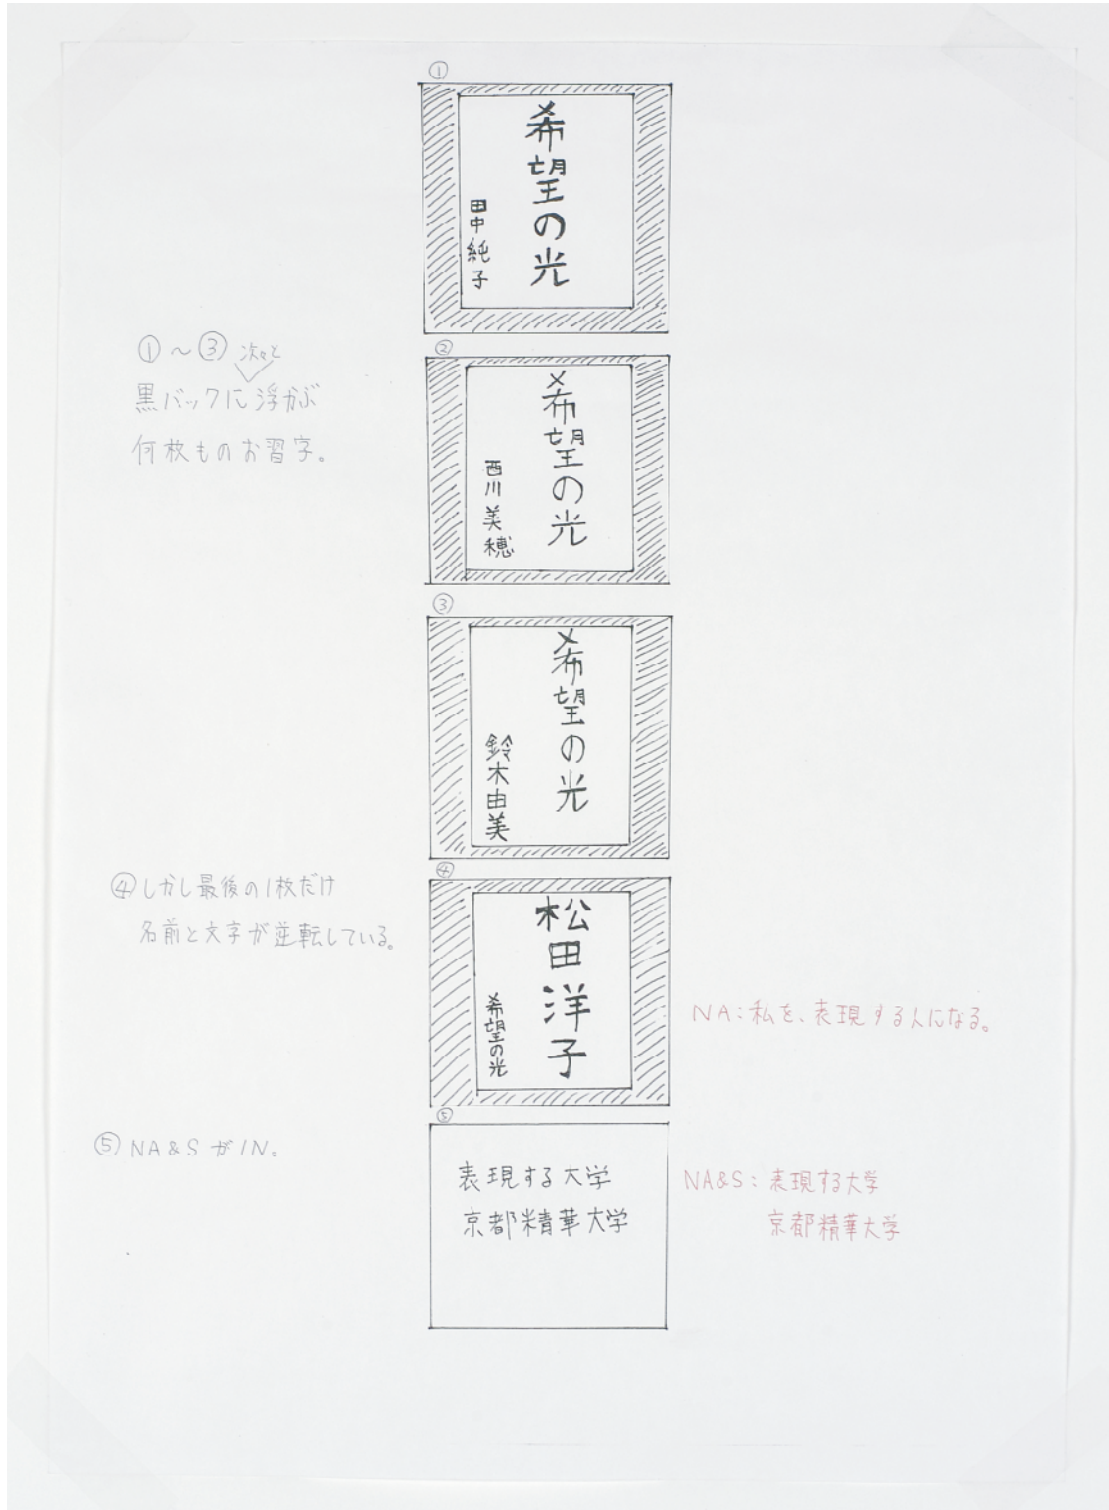 ①
希望の光
田中純子
①〜③次々と
黒バックに浮かぶ
何枚ものお習字。
②
希望の光
西川美穂
③
希望の光
鈴木由美
④しかし最後の1枚だけ
名前と文字が逆転している。
④
松田洋子
希望の光
NA:私を、表現する人になる。
⑤NA&SがIN。
⑤
表現する大学
京都精華大学
NA&S:表現する大学
京都精華大学